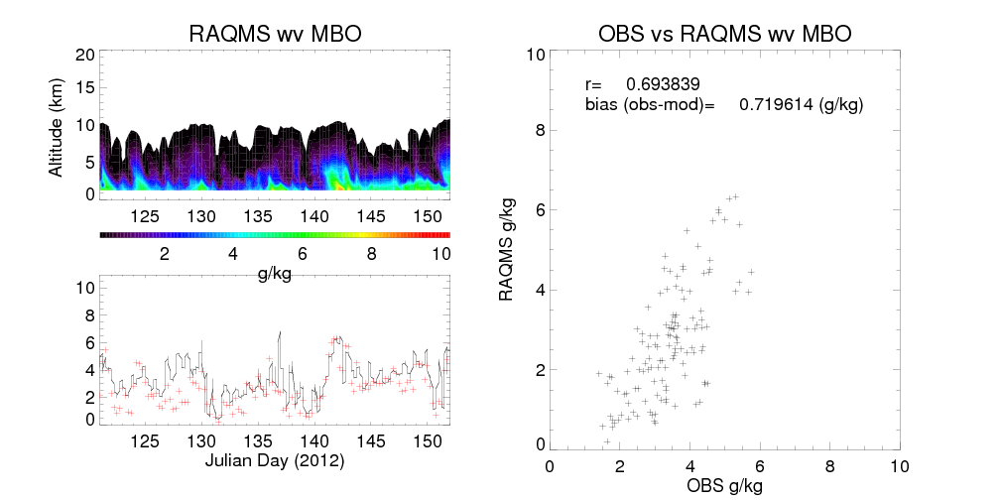 RAQMS wv MBO
20
15
10
5
0
Altitude (km)
125 130 135 140 145 150
2 4 6 8 10
g/kg
10
8
6
4
2
0
125 130 135 140 145 150
Julian Day (2012)
OBS vs RAQMS wv MBO
r= 0.693839
bias (obs-mod)= 0.719614 (g/kg)
10
8
6
4
2
0
RAQMS g/kg
0 2 4 6 8 10
OBS g/kg